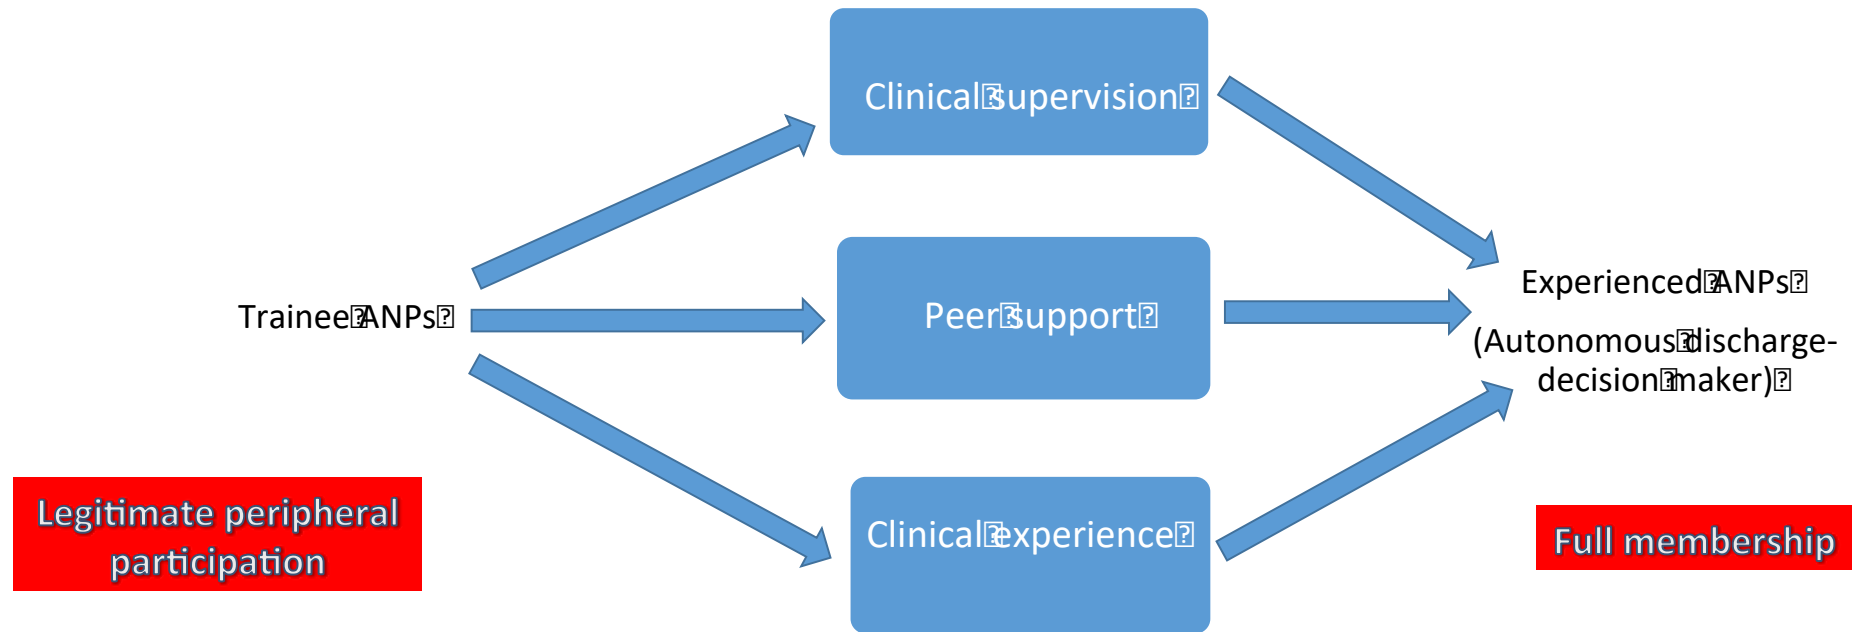 Clinical supervision
Trainee ANPs
Peer support
Experienced ANPs
(Autonomous discharge-
decision maker)
Clinical experience
Legitimate peripheral
participation
Full membership